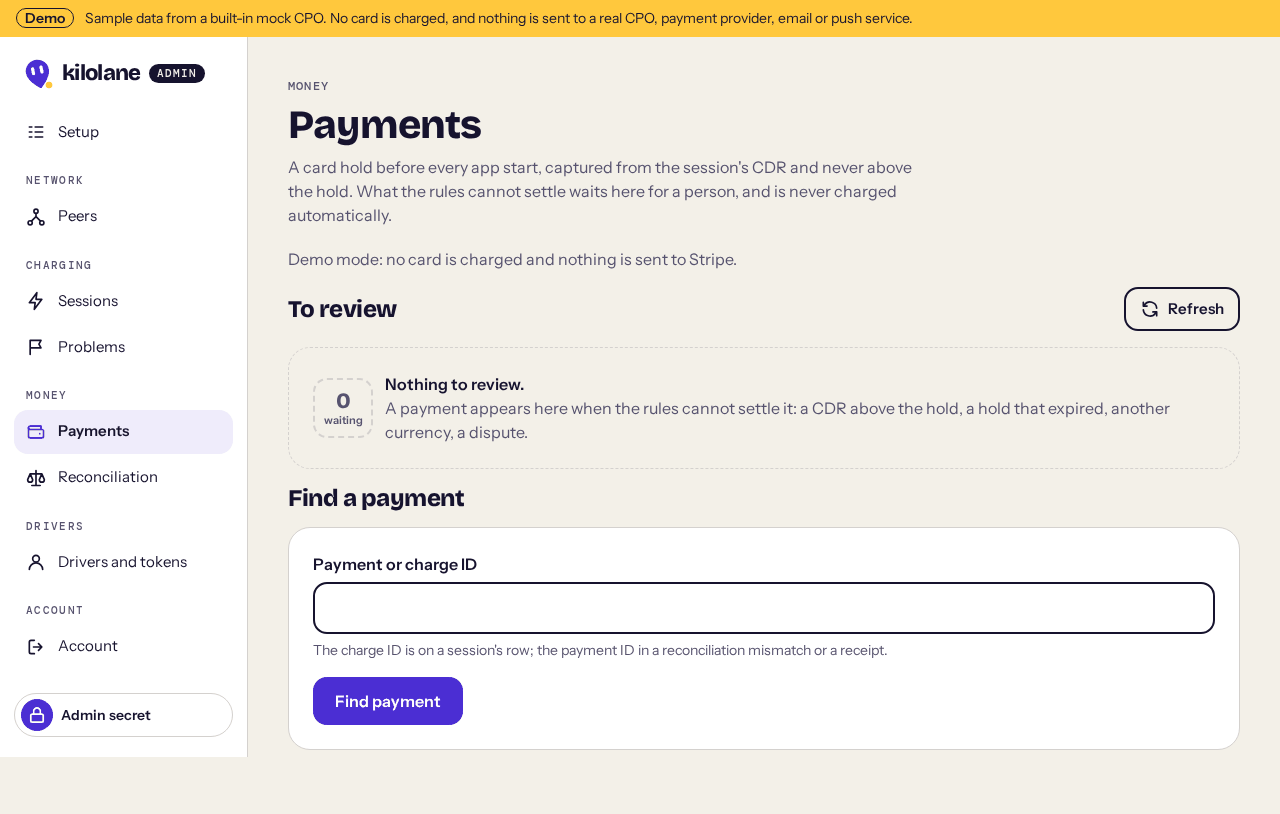 Demo Sample data from a built-in mock CPO. No card is charged, and nothing is sent to a real CPO, payment provider, email or push service.
kilolane ADMIN
Setup
NETWORK
Peers
CHARGING
Sessions
Problems
MONEY
Payments
Reconciliation
DRIVERS
Drivers and tokens
ACCOUNT
Account
Admin secret
MONEY
Payments
A card hold before every app start, captured from the session's CDR and never above
the hold. What the rules cannot settle waits here for a person, and is never charged
automatically.
Demo mode: no card is charged and nothing is sent to Stripe.
To review
Refresh
0
waiting
Nothing to review.
A payment appears here when the rules cannot settle it: a CDR above the hold, a hold that expired, another
currency, a dispute.
Find a payment
Payment or charge ID
The charge ID is on a session's row; the payment ID in a reconciliation mismatch or a receipt.
Find payment